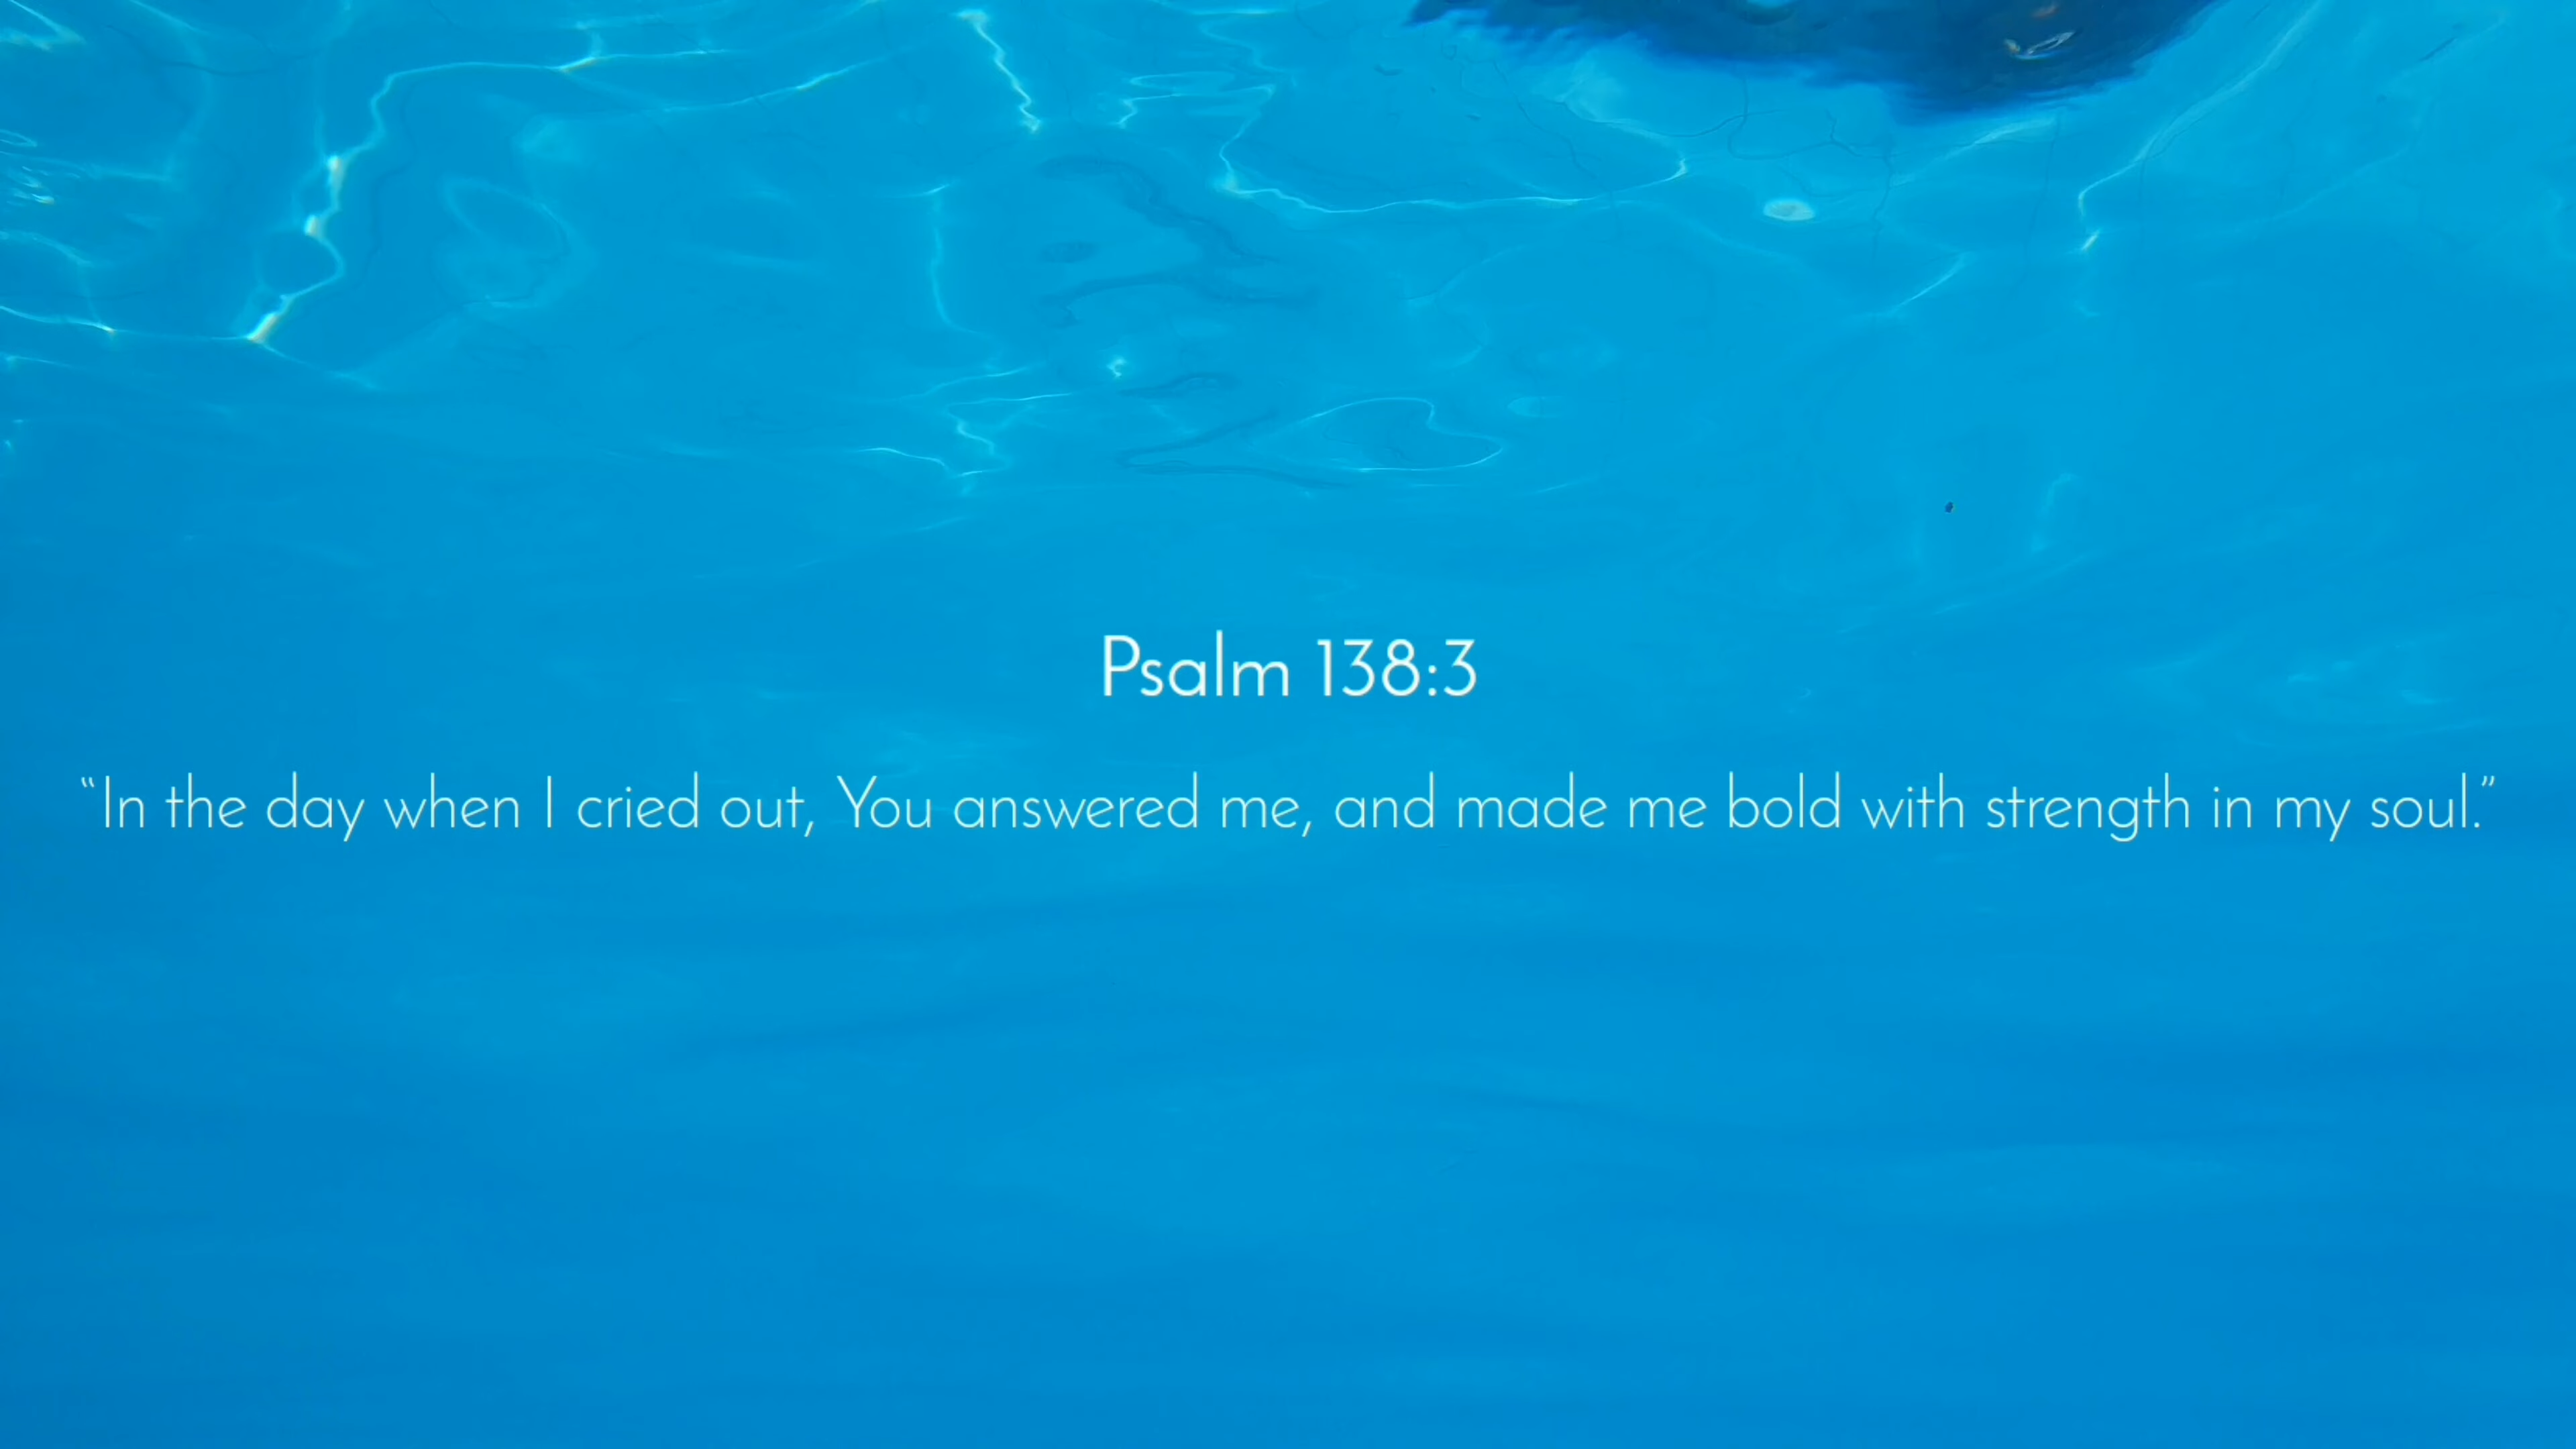 Psalm 138:3
“In the day when I cried out, You answered me, and made me bold with strength in my soul.”